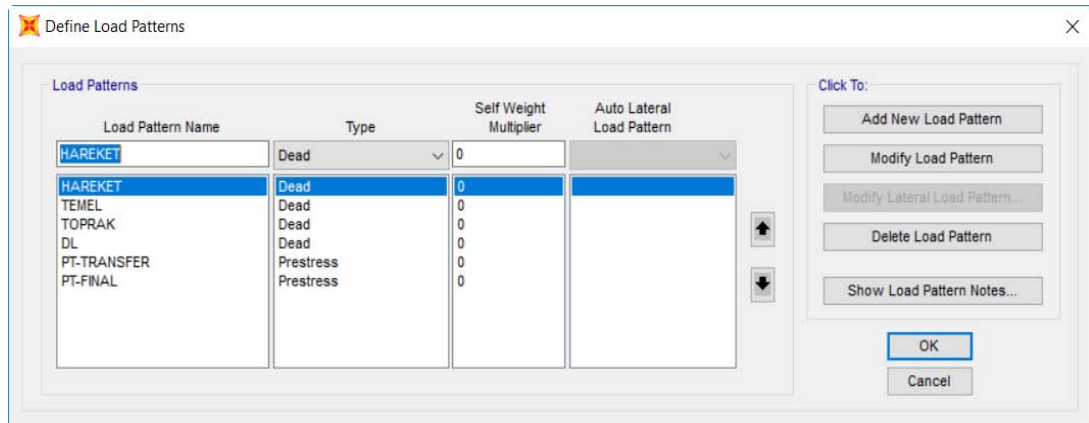 Define Load Patterns
Load Patterns
Load Pattern Name Type Self Weight Multiplier Auto Lateral Load Pattern
HAREKET Dead 0
HAREKET Dead 0
TEMEL Dead 0
TOPRAK Dead 0
DL Dead 0
PT-TRANSFER Prestress 0
PT-FINAL Prestress 0
Click To:
Add New Load Pattern
Modify Load Pattern
Modify Lateral Load Pattern...
Delete Load Pattern
Show Load Pattern Notes...
OK
Cancel